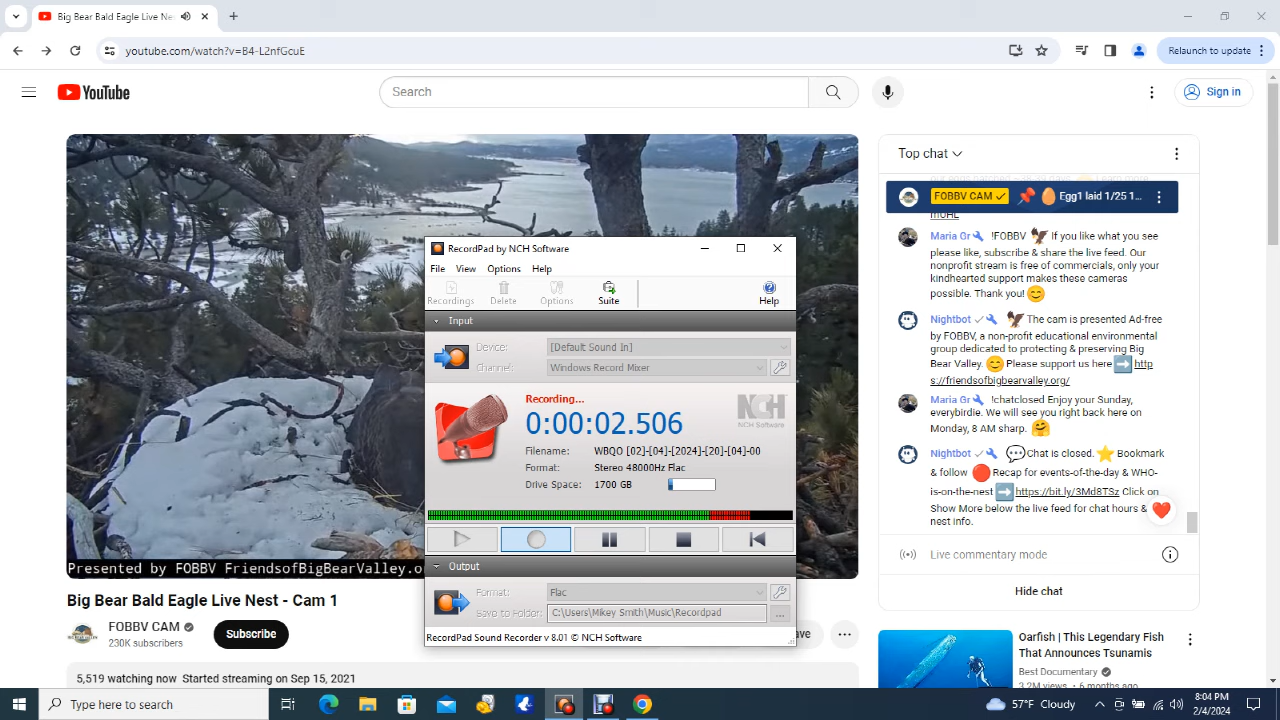 Big Bear Bald Eagle Live Ne
youtube.com/watch?v=B4-L2nfGcuE
Relaunch to update
YouTube
Search
Sign in
Presented by FOBBV FriendsofBigBearValley.o
Big Bear Bald Eagle Live Nest - Cam 1
FOBBV CAM
230K subscribers
Subscribe
5,519 watching now Started streaming on Sep 15, 2021
RecordPad by NCH Software
File View Options Help
Recordings Delete Options Suite Help
Input
Device: [Default Sound In]
Channel: Windows Record Mixer
Recording...
0:00:02.506
NCH
NCH Software
Filename: WBQO [02]-[04]-[2024]-[20]-[04]-00
Format: Stereo 48000Hz Flac
Drive Space: 1700 GB
Output
Format: Flac
Save to Folder: C:\Users\Mikey Smith\Music\Recordpad
...
RecordPad Sound Recorder v 8.01 © NCH Software
Top chat
FOBBV CAM ✓ 📌 🥚 Egg1 laid 1/25 1...
mUHL
Maria Gr !FOBBV 🦅 If you like what you see
please like, subscribe & share the live feed. Our
nonprofit stream is free of commercials, only your
kindhearted support makes these cameras
possible. Thank you! 😊
Nightbot ✓ 🦅 The cam is presented Ad-free
by FOBBV, a non-profit educational environmental
group dedicated to protecting & preserving Big
Bear Valley. 😊 Please support us here ➡️ http
s://friendsofbigbearvalley.org/
Maria Gr !chatclosed Enjoy your Sunday,
everybirdie. We will see you right back here on
Monday, 8 AM sharp. 🤗
Nightbot ✓ 💬 Chat is closed. ⭐ Bookmark
& follow 🔴 Recap for events-of-the-day & WHO-
is-on-the-nest ➡️ https://bit.ly/3Md8TSz Click on
Show More below the live feed for chat hours &
nest info.
Live commentary mode
Hide chat
Oarfish | This Legendary Fish
That Announces Tsunamis
Best Documentary
3.2M views • 6 months ago
Type here to search
57°F Cloudy
8:04 PM
2/4/2024